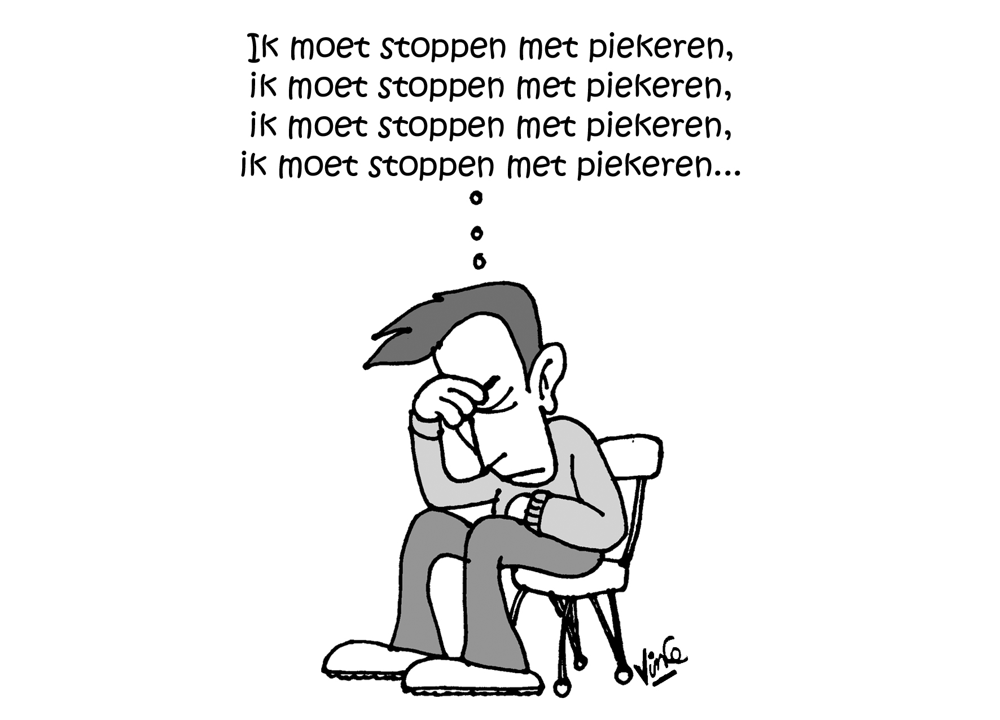 Ik moet stoppen met piekeren,
ik moet stoppen met piekeren,
ik moet stoppen met piekeren,
ik moet stoppen met piekeren...
Vince